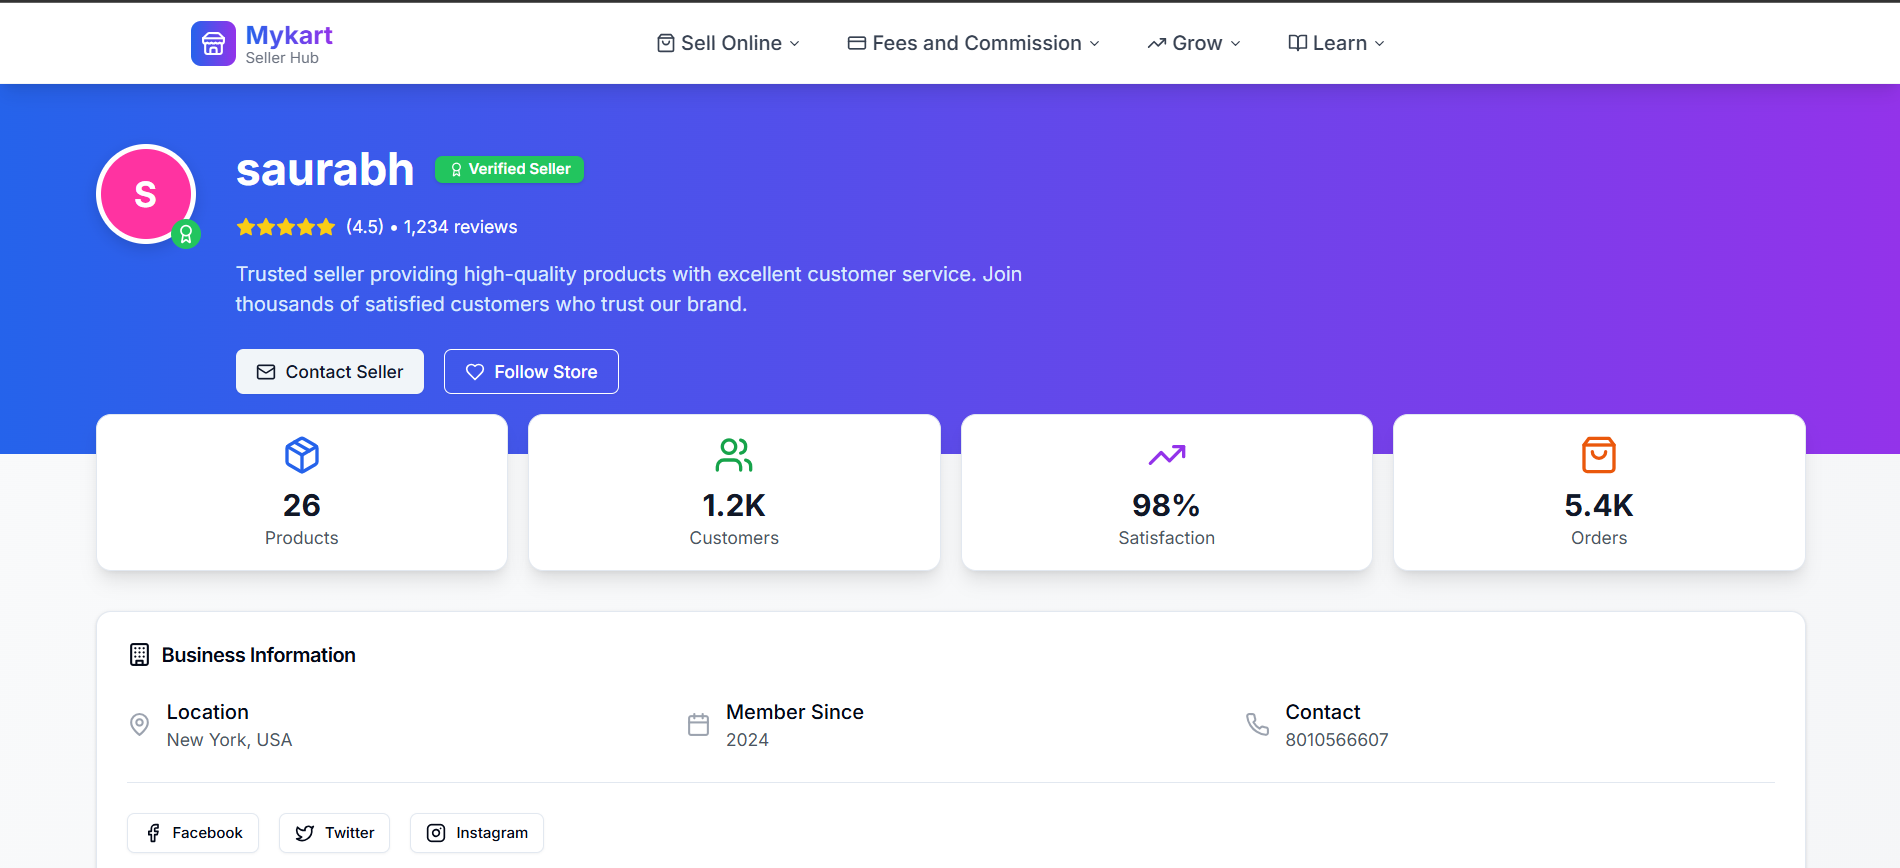 Mykart
Seller Hub
Sell Online
Fees and Commission
Grow
Learn
S
saurabh
Verified Seller
(4.5) • 1,234 reviews
Trusted seller providing high-quality products with excellent customer service. Join
thousands of satisfied customers who trust our brand.
Contact Seller
Follow Store
26
Products
1.2K
Customers
98%
Satisfaction
5.4K
Orders
Business Information
Location
New York, USA
Member Since
2024
Contact
8010566607
Facebook
Twitter
Instagram